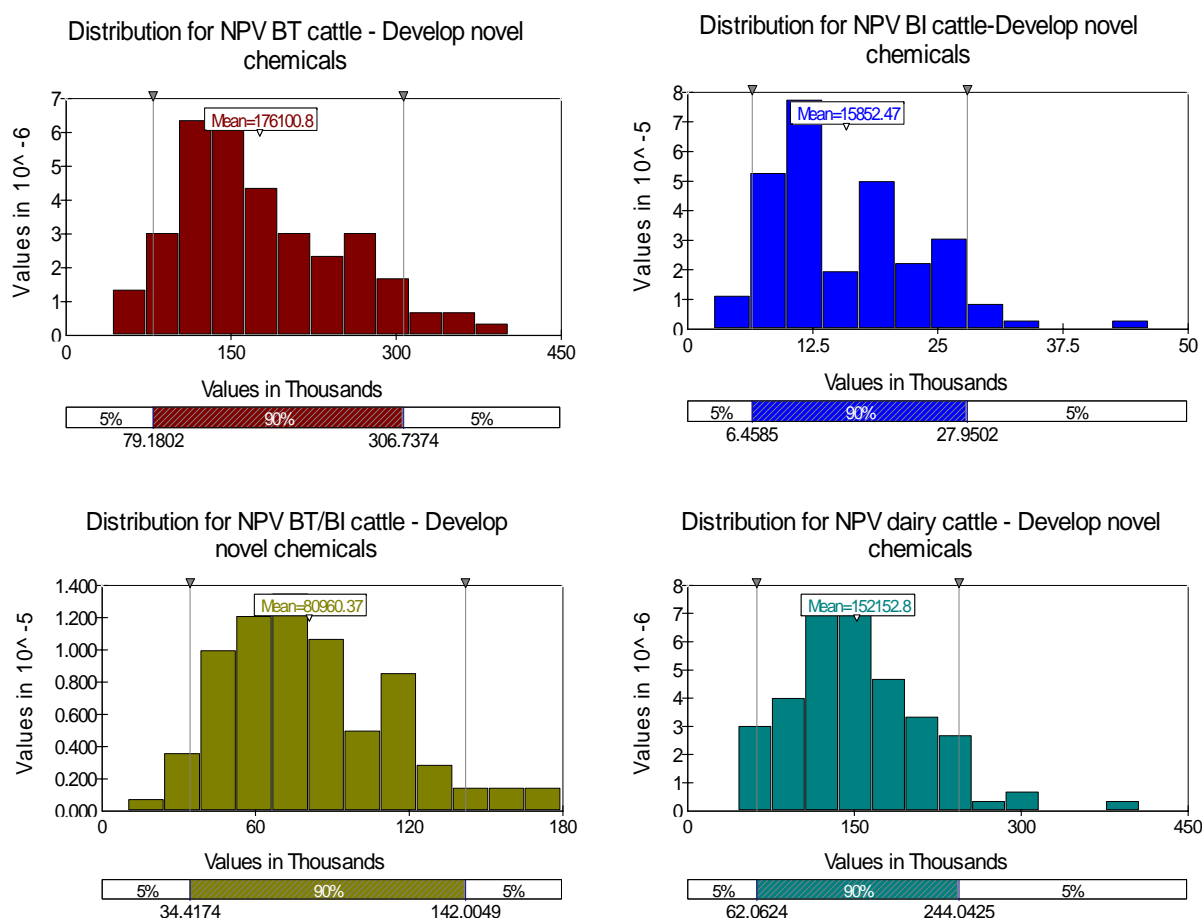 Distribution for NPV BT cattle - Develop novel
chemicals
Values in 10^ -6
7
6
5
4
3
2
1
0
Mean=176100.8
0 150 300 450
Values in Thousands
5% 90% 5%
79.1802 306.7374
Distribution for NPV BI cattle-Develop novel
chemicals
Values in 10^ -5
8
7
6
5
4
3
2
1
0
Mean=15852.47
0 12.5 25 37.5 50
Values in Thousands
5% 90% 5%
6.4585 27.9502
Distribution for NPV BT/BI cattle - Develop
novel chemicals
Values in 10^ -5
1.400
1.200
1.000
0.800
0.600
0.400
0.200
0.000
Mean=80960.37
0 60 120 180
Values in Thousands
5% 90% 5%
34.4174 142.0049
Distribution for NPV dairy cattle - Develop novel
chemicals
Values in 10^ -6
8
7
6
5
4
3
2
1
0
Mean=152152.8
0 150 300 450
Values in Thousands
5% 90% 5%
62.0624 244.0425